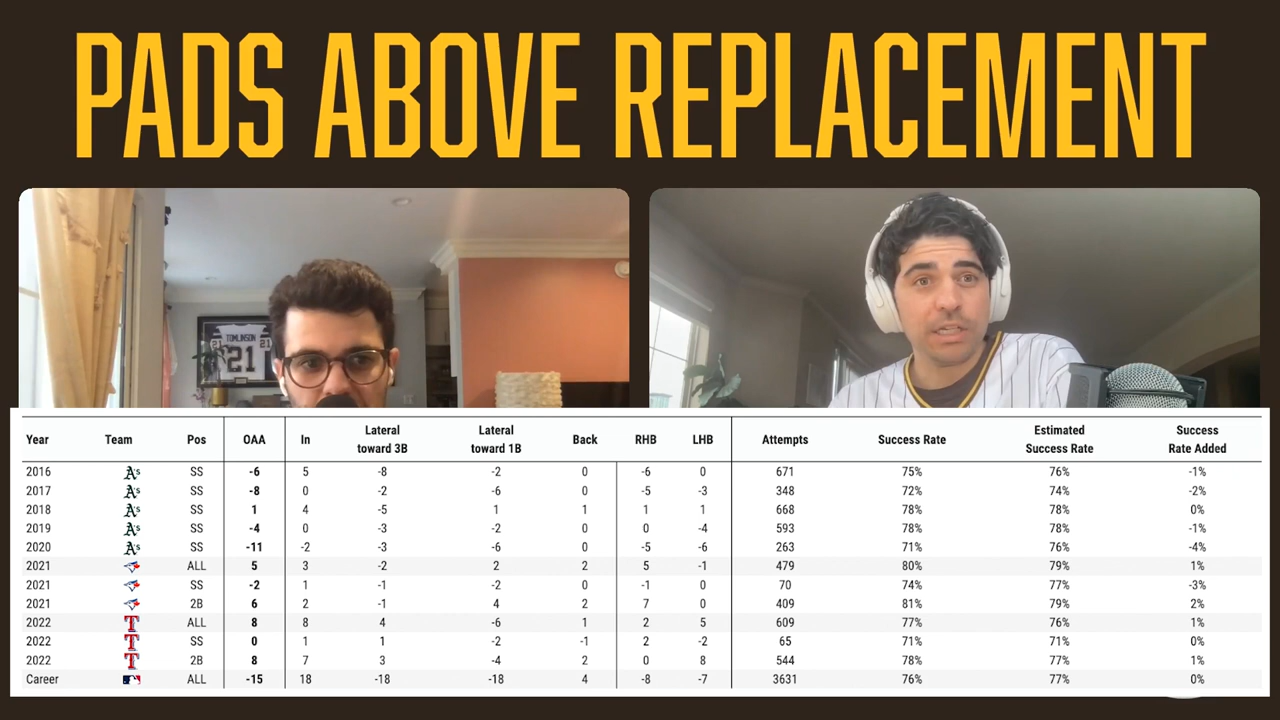 PADS ABOVE REPLACEMENT
TOMLINSON
21 21 21
Year Team Pos OAA In Lateral toward 3B Lateral toward 1B Back RHB LHB Attempts Success Rate Estimated Success Rate Success Rate Added
2016 A's SS -6 5 -8 -2 0 -6 0 671 75% 76% -1%
2017 A's SS -8 0 -2 -6 0 -5 -3 348 72% 74% -2%
2018 A's SS 1 4 -5 1 1 1 1 668 78% 78% 0%
2019 A's SS -4 0 -3 -2 0 0 -4 593 78% 78% -1%
2020 A's SS -11 -2 -3 -6 0 -5 -6 263 71% 76% -4%
2021 ALL 5 3 -2 2 2 5 -1 479 80% 79% 1%
2021 SS -2 1 -1 -2 0 -1 0 70 74% 77% -3%
2021 2B 6 2 -1 4 2 7 0 409 81% 79% 2%
2022 T ALL 8 8 4 -6 1 2 5 609 77% 76% 1%
2022 T SS 0 1 1 -2 -1 2 -2 65 71% 71% 0%
2022 T 2B 8 7 3 -4 2 0 8 544 78% 77% 1%
Career ALL -15 18 -18 -18 4 -8 -7 3631 76% 77% 0%